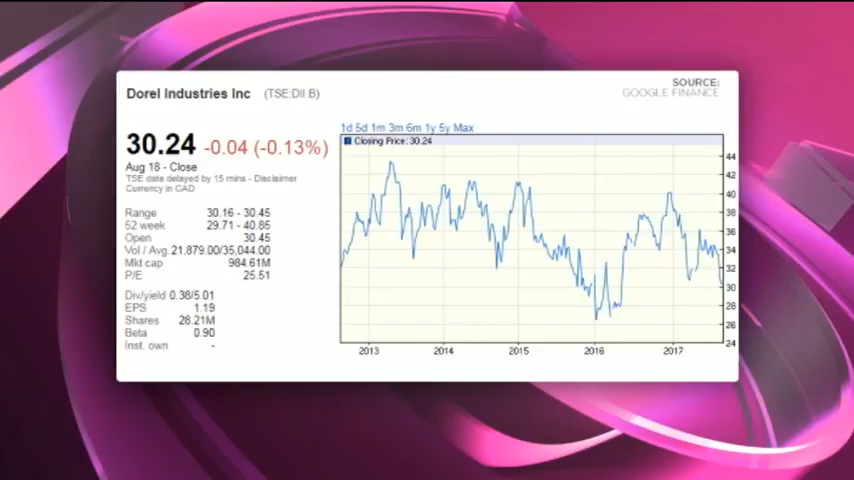 Dorel Industries Inc (TSE:DII.B)
SOURCE:
GOOGLE FINANCE
30.24 -0.04 (-0.13%)
Aug 18 - Close
TSE data delayed by 15 mins - Disclaimer
Currency in CAD
Range 30.16 - 30.45
52 week 29.71 - 40.85
Open 30.45
Vol / Avg. 21,879.00/35,044.00
Mkt cap 984.61M
P/E 25.51
Div/yield 0.38/5.01
EPS 1.19
Shares 28.21M
Beta 0.90
Inst. own -
1d 5d 1m 3m 6m 1y 5y Max
Closing Price: 30.24
44
42
40
38
36
34
32
30
28
26
24
2013 2014 2015 2016 2017